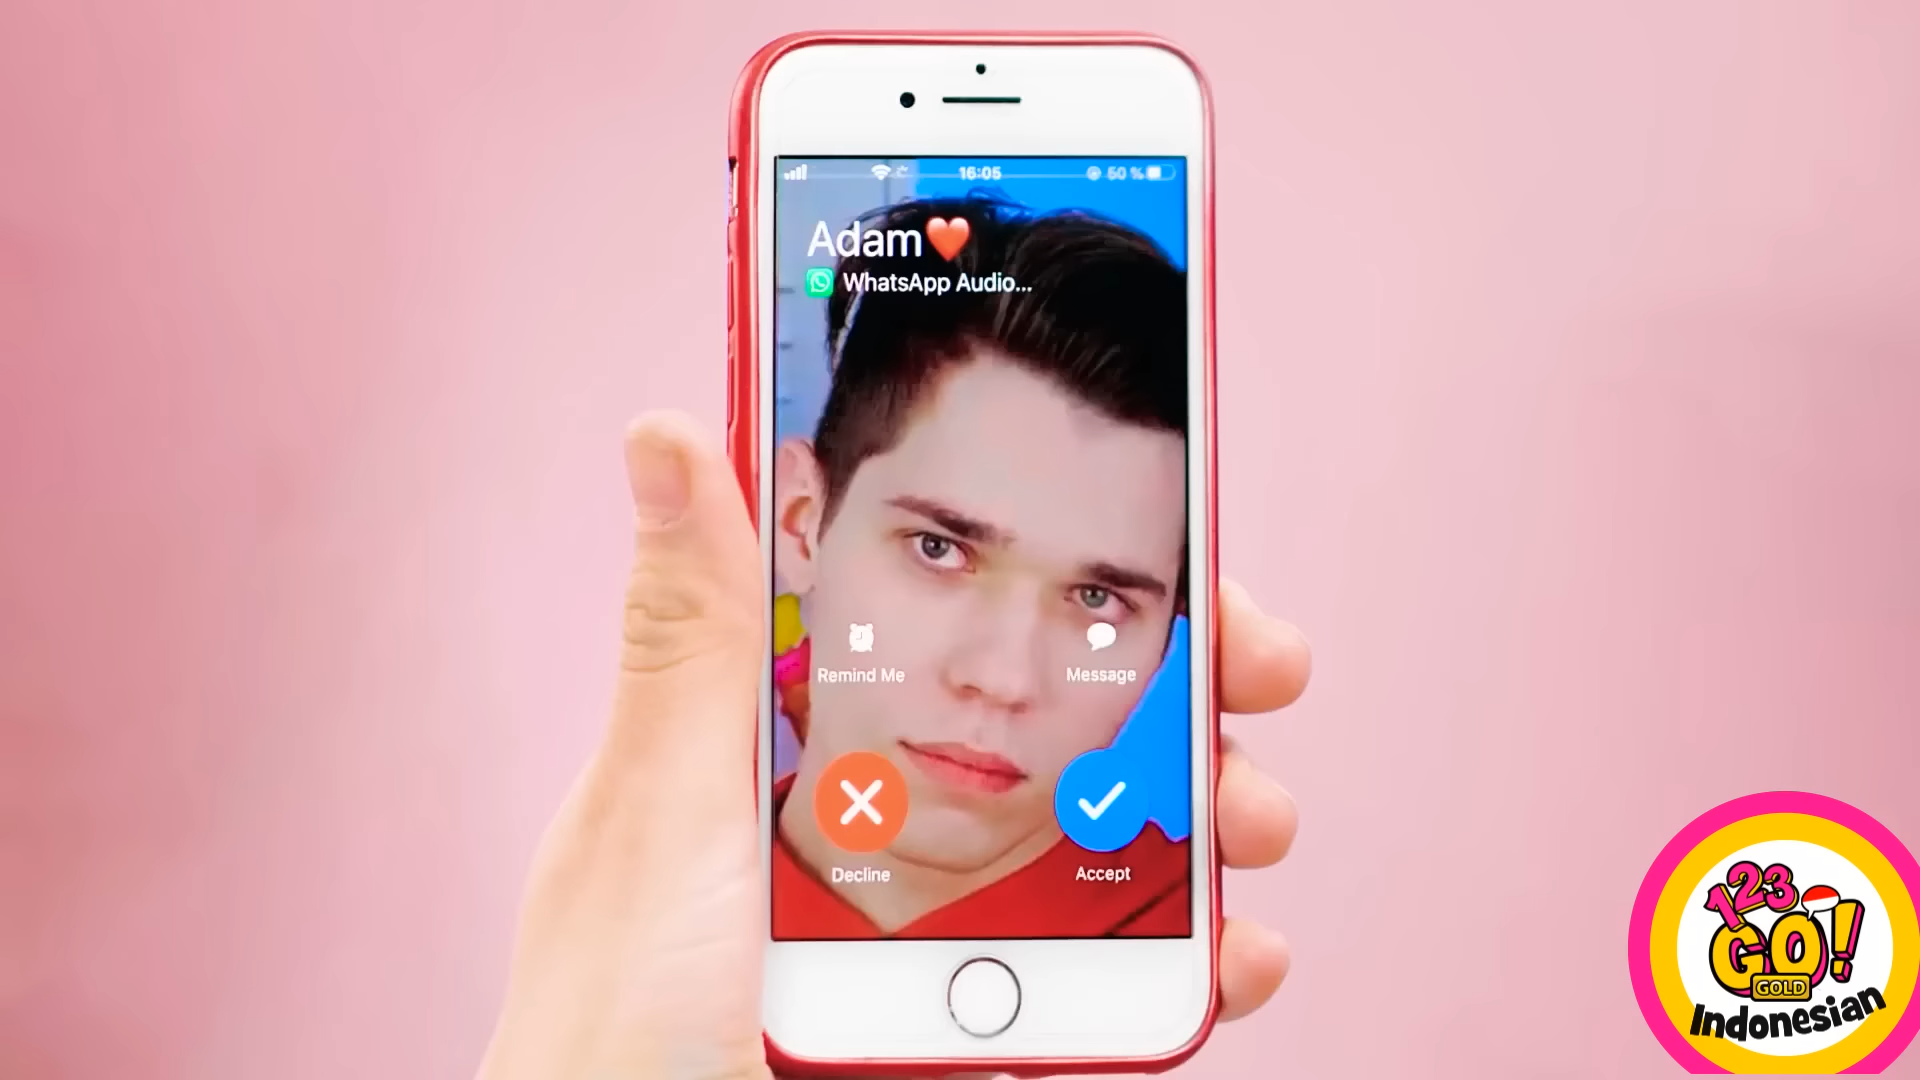 16:05
50 %
Adam❤️
WhatsApp Audio...
Remind Me
Message
Decline
Accept
123
GO!
GOLD
Indonesian